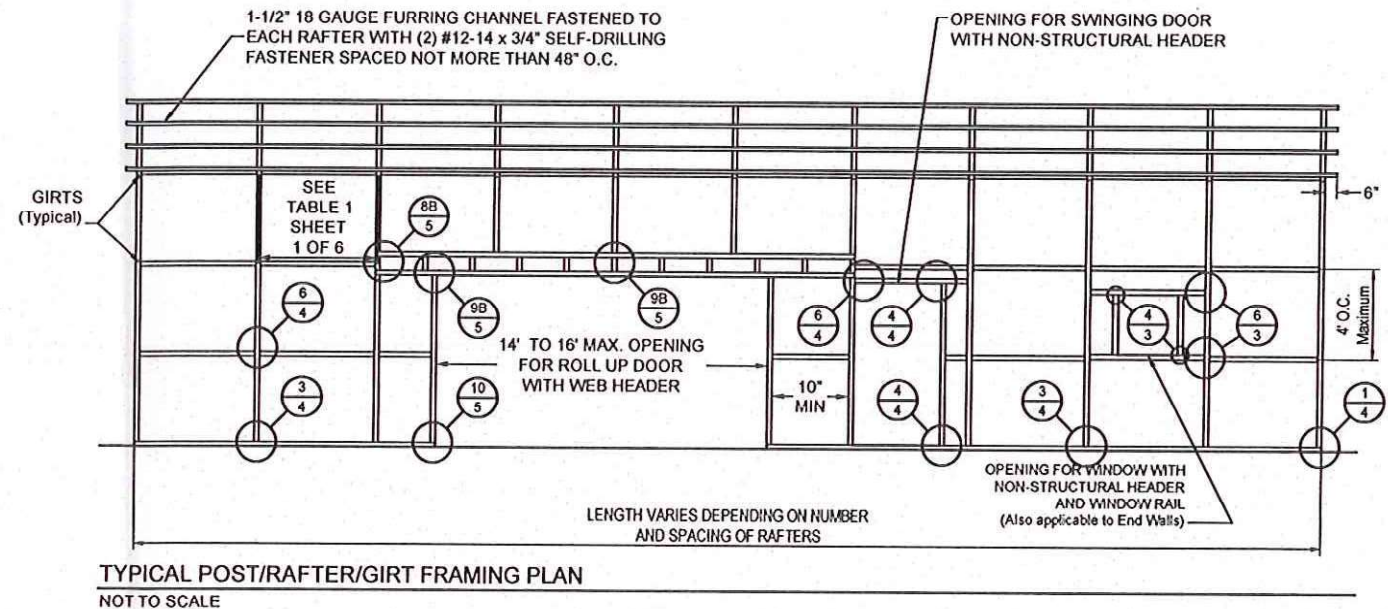 1-1/2" 18 GAUGE FURRING CHANNEL FASTENED TO
EACH RAFTER WITH (2) #12-14 x 3/4" SELF-DRILLING
FASTENER SPACED NOT MORE THAN 48" O.C.
OPENING FOR SWINGING DOOR
WITH NON-STRUCTURAL HEADER
GIRTS
(Typical)
SEE
TABLE 1
SHEET
1 OF 6
8B
5
6"
6
4
9B
5
9B
5
6
4
4
4
4
3
6
3
4' O.C.
Maximum
14' TO 16' MAX. OPENING
FOR ROLL UP DOOR
WITH WEB HEADER
10"
MIN
3
4
10
5
4
4
3
4
1
4
OPENING FOR WINDOW WITH
NON-STRUCTURAL HEADER
AND WINDOW RAIL
(Also applicable to End Walls)
LENGTH VARIES DEPENDING ON NUMBER
AND SPACING OF RAFTERS
TYPICAL POST/RAFTER/GIRT FRAMING PLAN
NOT TO SCALE